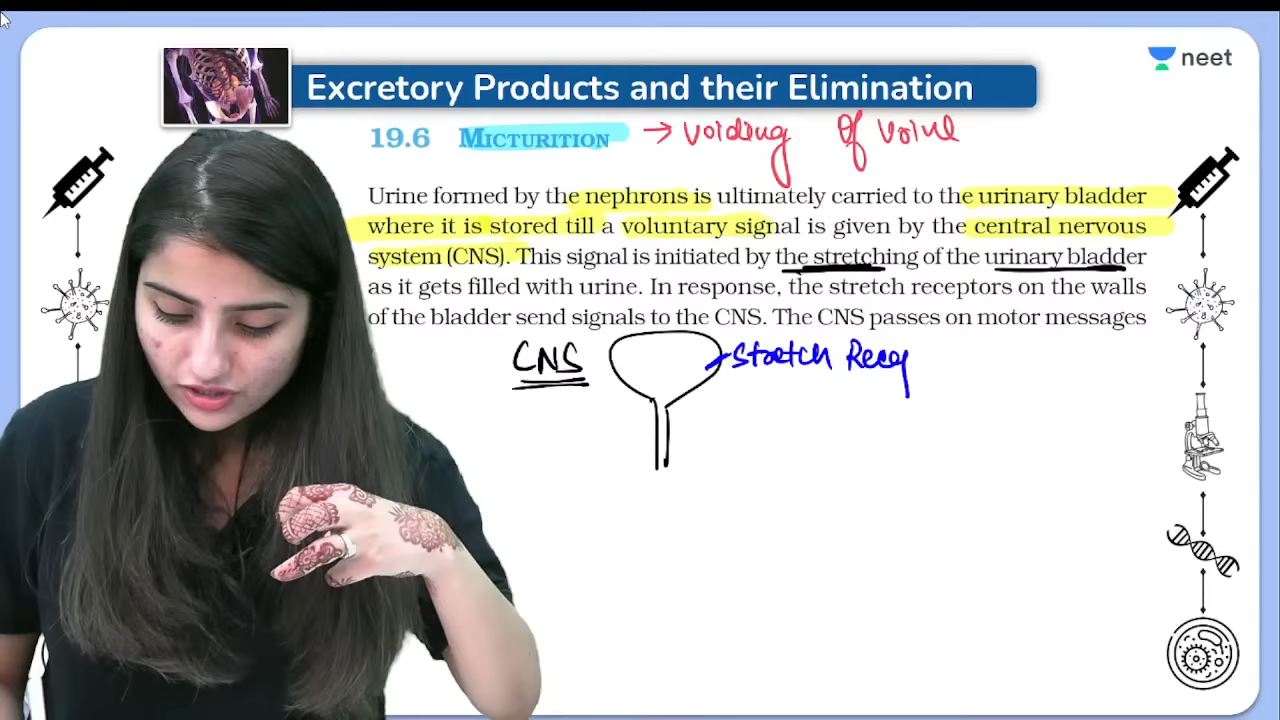 neet
Excretory Products and their Elimination
19.6 MICTURITION → Voiding of Urine
Urine formed by the nephrons is ultimately carried to the urinary bladder
where it is stored till a voluntary signal is given by the central nervous
system (CNS). This signal is initiated by the stretching of the urinary bladder
as it gets filled with urine. In response, the stretch receptors on the walls
of the bladder send signals to the CNS. The CNS passes on motor messages
CNS Stretch Recep